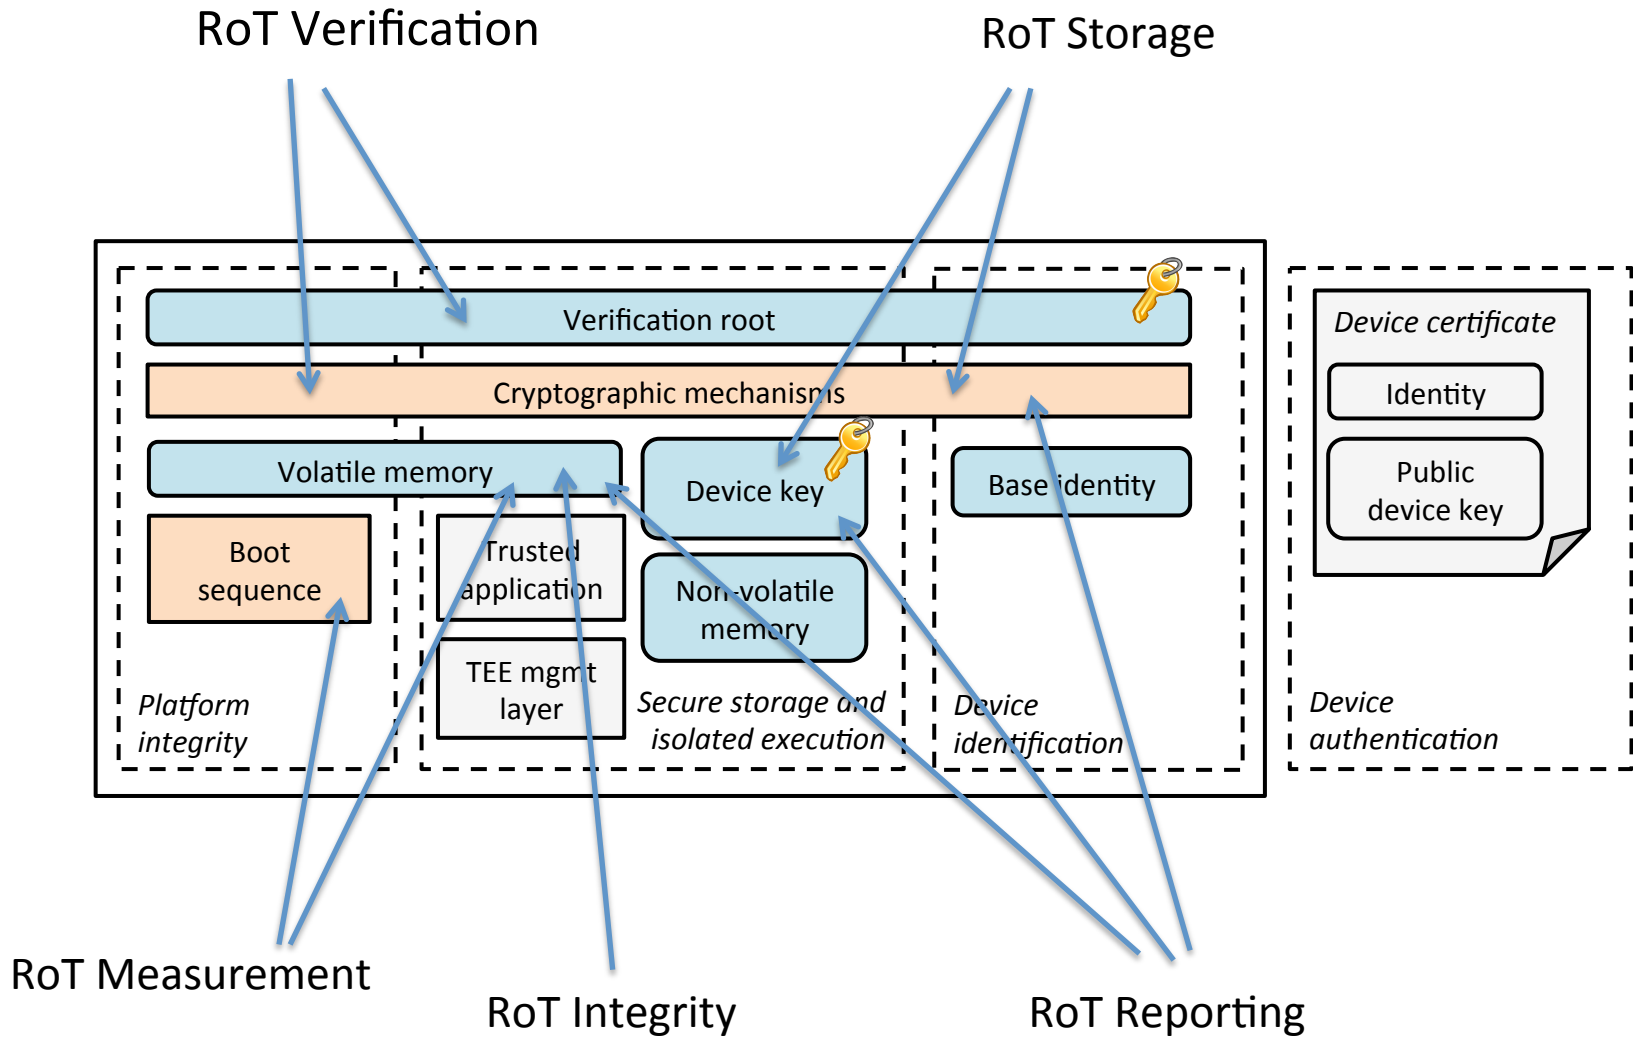 RoT Verification
RoT Storage
Verification root
Cryptographic mechanisms
Volatile memory
Device key
Base identity
Boot
sequence
Trusted
application
Non-volatile
memory
TEE mgmt
layer
Platform
integrity
Secure storage and
isolated execution
Device
identification
Device certificate
Identity
Public
device key
Device
authentication
RoT Measurement
RoT Integrity
RoT Reporting